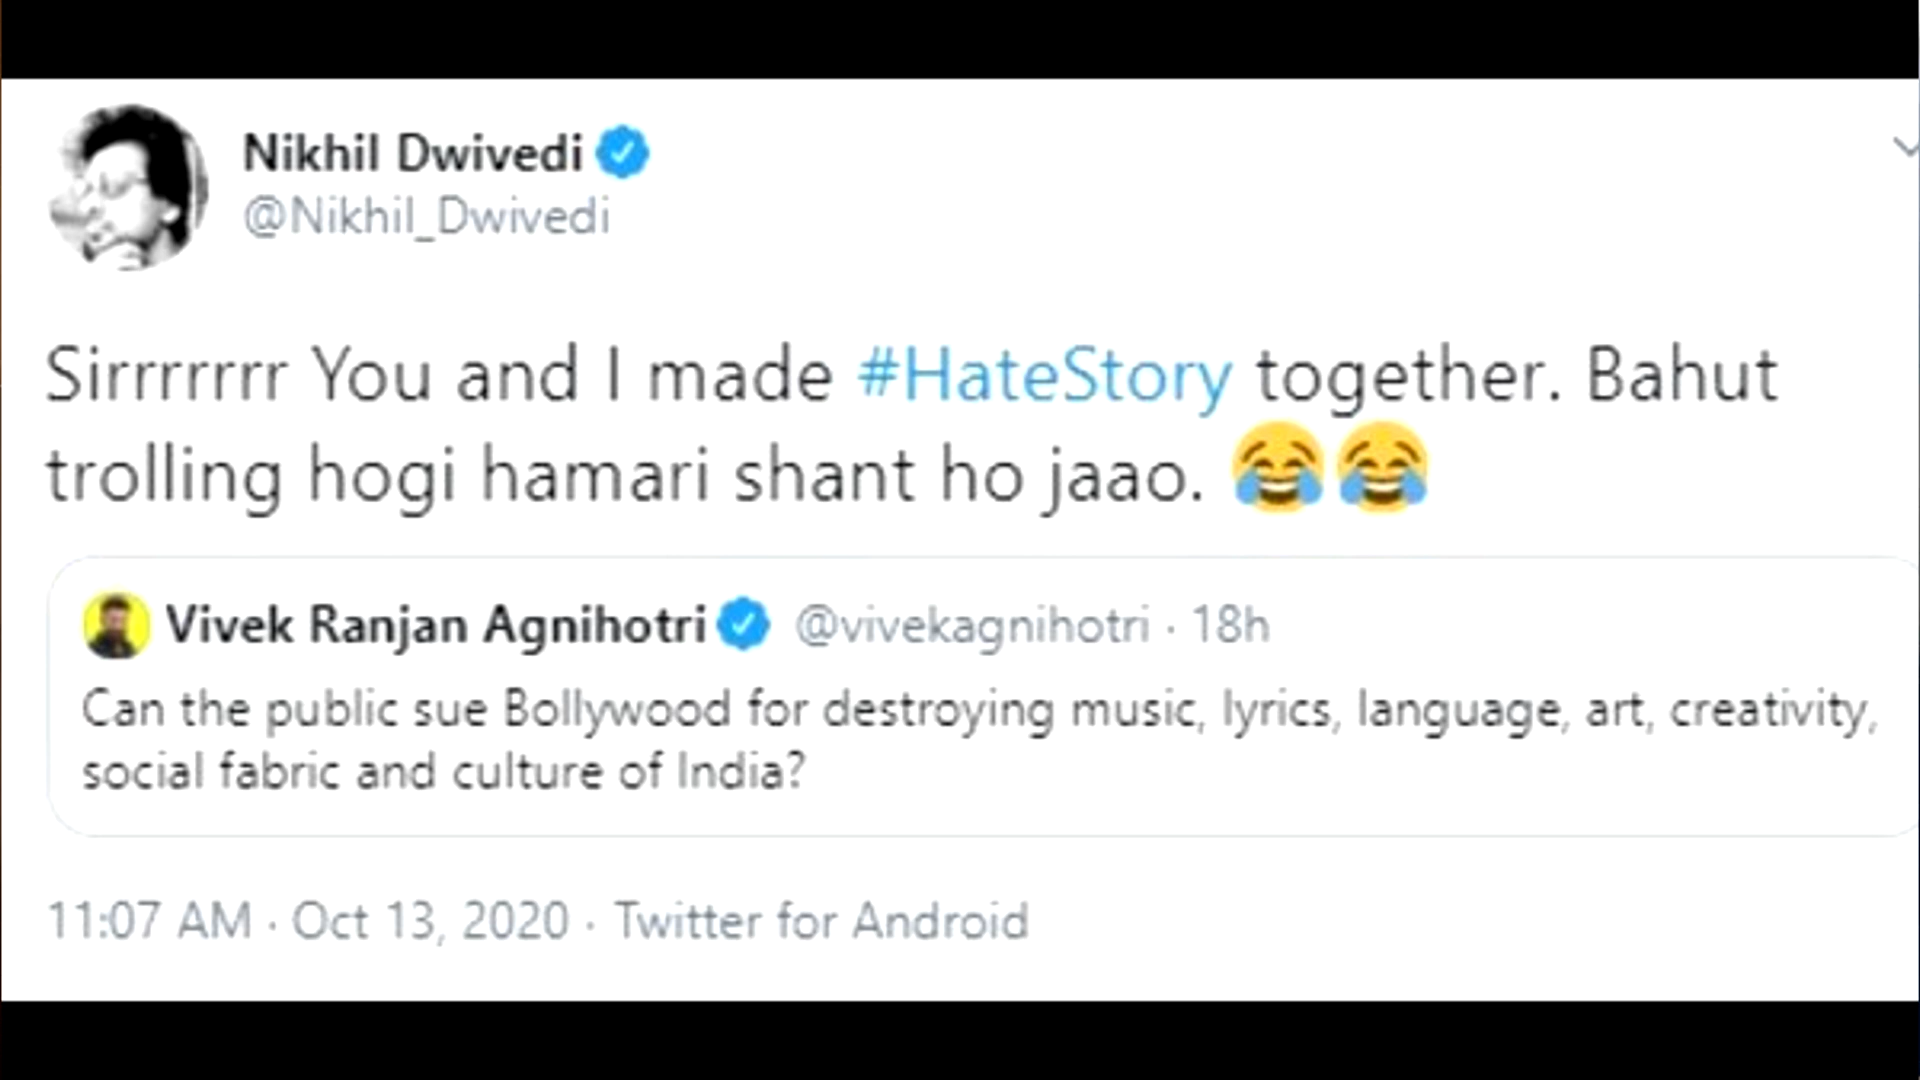 Nikhil Dwivedi
@Nikhil_Dwivedi
Sirrrrrrr You and I made #HateStory together. Bahut
trolling hogi hamari shant ho jaao. 😂😂
Vivek Ranjan Agnihotri @vivekagnihotri · 18h
Can the public sue Bollywood for destroying music, lyrics, language, art, creativity,
social fabric and culture of India?
11:07 AM · Oct 13, 2020 · Twitter for Android